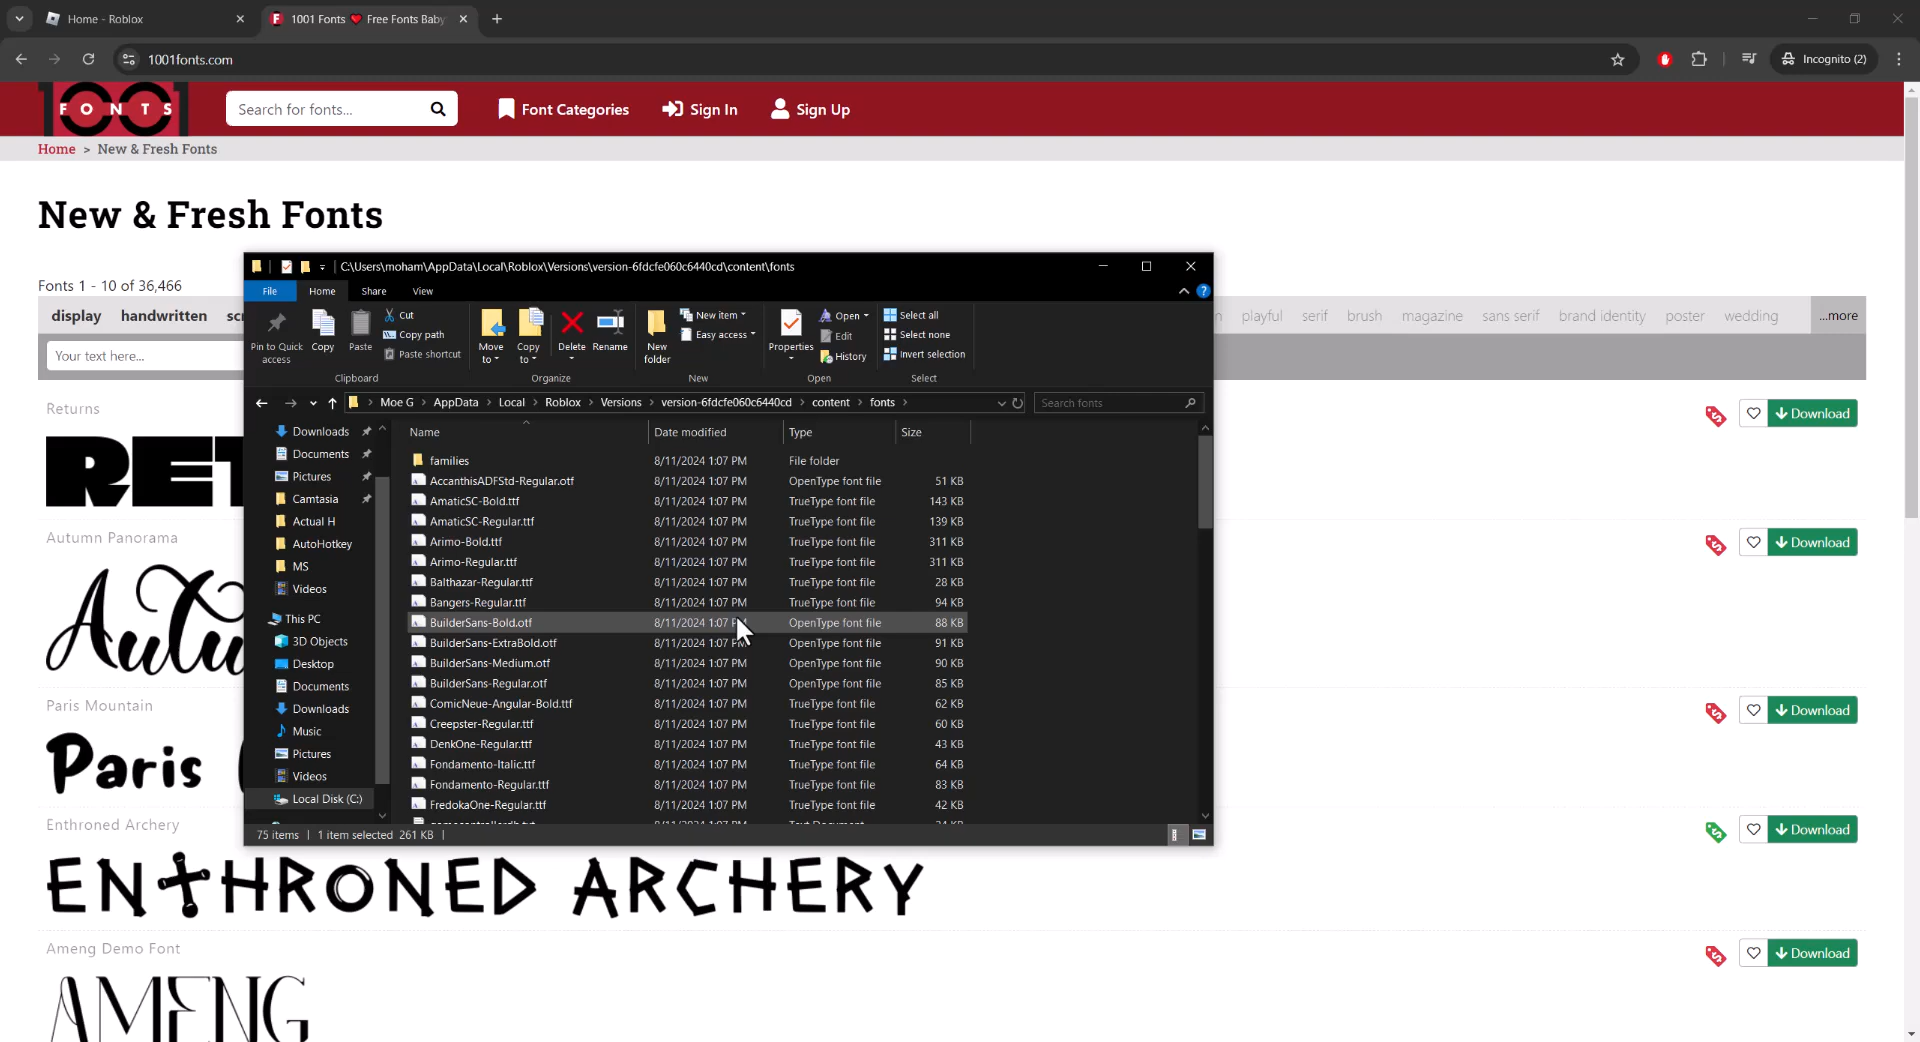 Home - Roblox
1001 Fonts ❤ Free Fonts Baby
1001fonts.com
Incognito (2)
FONTS
Search for fonts...
Font Categories
Sign In
Sign Up
Home > New & Fresh Fonts
New & Fresh Fonts
Fonts 1 - 10 of 36,466
display handwritten
playful serif brush magazine sans serif brand identity poster wedding ...more
Your text here...
C:\Users\moham\AppData\Local\Roblox\Versions\version-6fdcfe060c6440cd\content\fonts
File Home Share View
Pin to Quick access
Copy
Paste
Cut
Copy path
Paste shortcut
Clipboard
Move to
Copy to
Delete
Rename
Organize
New folder
New item
Easy access
New
Properties
Open
Edit
History
Open
Select all
Select none
Invert selection
Select
Moe G > AppData > Local > Roblox > Versions > version-6fdcfe060c6440cd > content > fonts >
Search fonts
Downloads
Documents
Pictures
Camtasia
Actual H
AutoHotkey
MS
Videos
This PC
3D Objects
Desktop
Documents
Downloads
Music
Pictures
Videos
Local Disk (C:)
Name Date modified Type Size
families 8/11/2024 1:07 PM File folder
AccanthisADFStd-Regular.otf 8/11/2024 1:07 PM OpenType font file 51 KB
AmaticSC-Bold.ttf 8/11/2024 1:07 PM TrueType font file 143 KB
AmaticSC-Regular.ttf 8/11/2024 1:07 PM TrueType font file 139 KB
Arimo-Bold.ttf 8/11/2024 1:07 PM TrueType font file 311 KB
Arimo-Regular.ttf 8/11/2024 1:07 PM TrueType font file 311 KB
Balthazar-Regular.ttf 8/11/2024 1:07 PM TrueType font file 28 KB
Bangers-Regular.ttf 8/11/2024 1:07 PM TrueType font file 94 KB
BuilderSans-Bold.otf 8/11/2024 1:07 PM OpenType font file 88 KB
BuilderSans-ExtraBold.otf 8/11/2024 1:07 PM OpenType font file 91 KB
BuilderSans-Medium.otf 8/11/2024 1:07 PM OpenType font file 90 KB
BuilderSans-Regular.otf 8/11/2024 1:07 PM OpenType font file 85 KB
ComicNeue-Angular-Bold.ttf 8/11/2024 1:07 PM TrueType font file 62 KB
Creepster-Regular.ttf 8/11/2024 1:07 PM TrueType font file 60 KB
DenkOne-Regular.ttf 8/11/2024 1:07 PM TrueType font file 43 KB
Fondamento-Italic.ttf 8/11/2024 1:07 PM TrueType font file 64 KB
Fondamento-Regular.ttf 8/11/2024 1:07 PM TrueType font file 83 KB
FredokaOne-Regular.ttf 8/11/2024 1:07 PM TrueType font file 42 KB
75 items 1 item selected 261 KB
Returns
RET
Download
Autumn Panorama
Autu
Download
Paris Mountain
Paris
Download
Enthroned Archery
ENTHRONED ARCHERY
Download
Ameng Demo Font
AMENG
Download